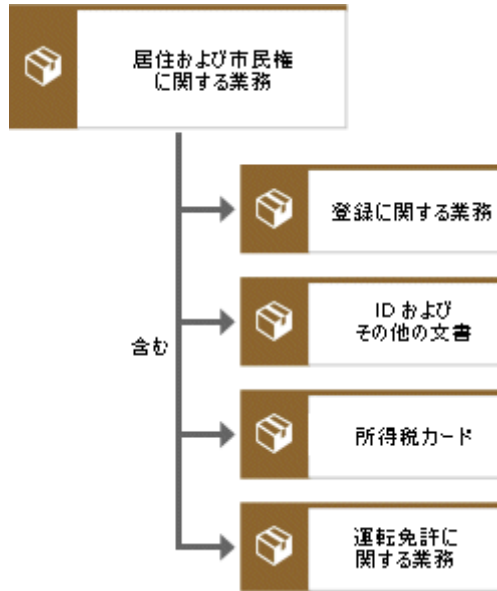 居住および市民権
に関する業務
登録に関する業務
ID および
その他の文書
含む
所得税カード
運転免許に
関する業務